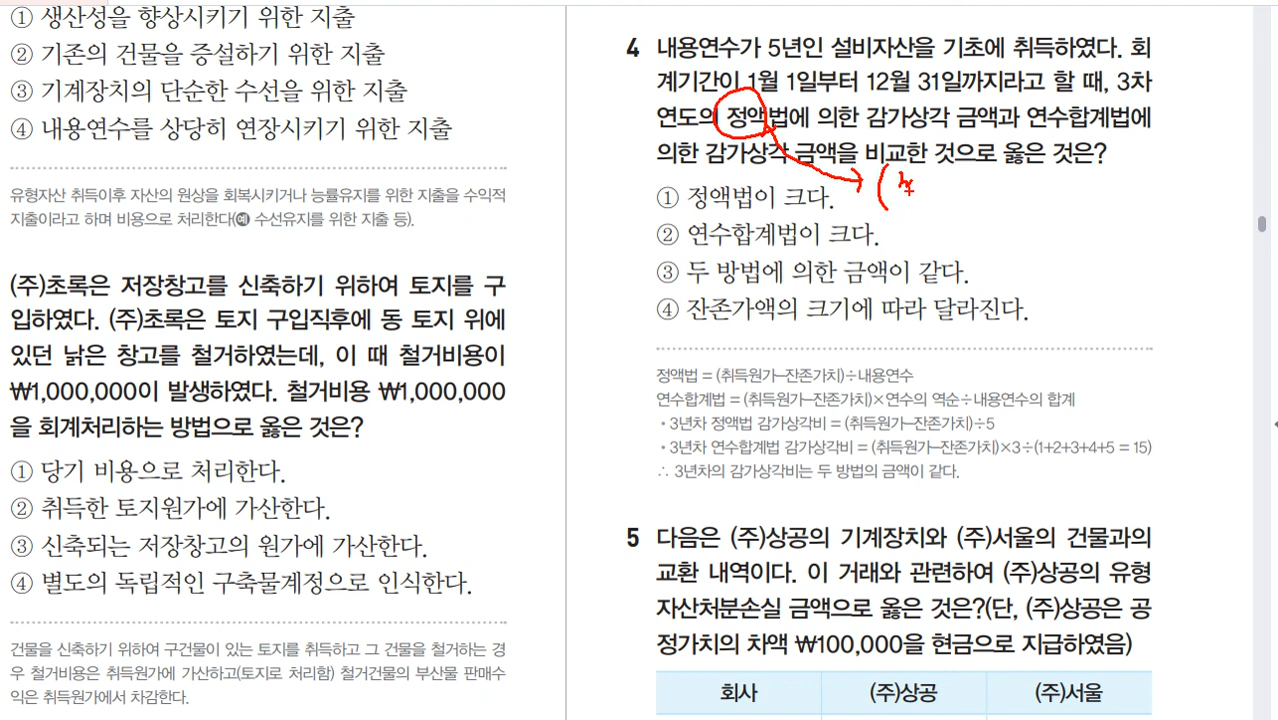 ① 생산성을 향상시키기 위한 지출
② 기존의 건물을 증설하기 위한 지출
③ 기계장치의 단순한 수선을 위한 지출
④ 내용연수를 상당히 연장시키기 위한 지출
유형자산 취득이후 자산의 원상을 회복시키거나 능률유지를 위한 지출을 수익적
지출이라고 하며 비용으로 처리한다(예 수선유지를 위한 지출 등).
(주)초록은 저장창고를 신축하기 위하여 토지를 구
입하였다. (주)초록은 토지 구입직후에 동 토지 위에
있던 낡은 창고를 철거하였는데, 이 때 철거비용이
₩1,000,000이 발생하였다. 철거비용 ₩1,000,000
을 회계처리하는 방법으로 옳은 것은?
① 당기 비용으로 처리한다.
② 취득한 토지원가에 가산한다.
③ 신축되는 저장창고의 원가에 가산한다.
④ 별도의 독립적인 구축물계정으로 인식한다.
건물을 신축하기 위하여 구건물이 있는 토지를 취득하고 그 건물을 철거하는 경
우 철거비용은 취득원가에 가산하고(토지로 처리함) 철거건물의 부산물 판매수
익은 취득원가에서 차감한다.
4 내용연수가 5년인 설비자산을 기초에 취득하였다. 회
계기간이 1월 1일부터 12월 31일까지라고 할 때, 3차
연도의 정액법에 의한 감가상각 금액과 연수합계법에
의한 감가상각 금액을 비교한 것으로 옳은 것은?
① 정액법이 크다.
② 연수합계법이 크다.
③ 두 방법에 의한 금액이 같다.
④ 잔존가액의 크기에 따라 달라진다.
정액법 = (취득원가–잔존가치)÷내용연수
연수합계법 = (취득원가–잔존가치)×연수의 역순÷내용연수의 합계
• 3년차 정액법 감가상각비 = (취득원가–잔존가치)÷5
• 3년차 연수합계법 감가상각비 = (취득원가–잔존가치)×3÷(1+2+3+4+5 = 15)
∴ 3년차의 감가상각비는 두 방법의 금액이 같다.
5 다음은 (주)상공의 기계장치와 (주)서울의 건물과의
교환 내역이다. 이 거래와 관련하여 (주)상공의 유형
자산처분손실 금액으로 옳은 것은?(단, (주)상공은 공
정가치의 차액 ₩100,000을 현금으로 지급하였음)
회사 (주)상공 (주)서울